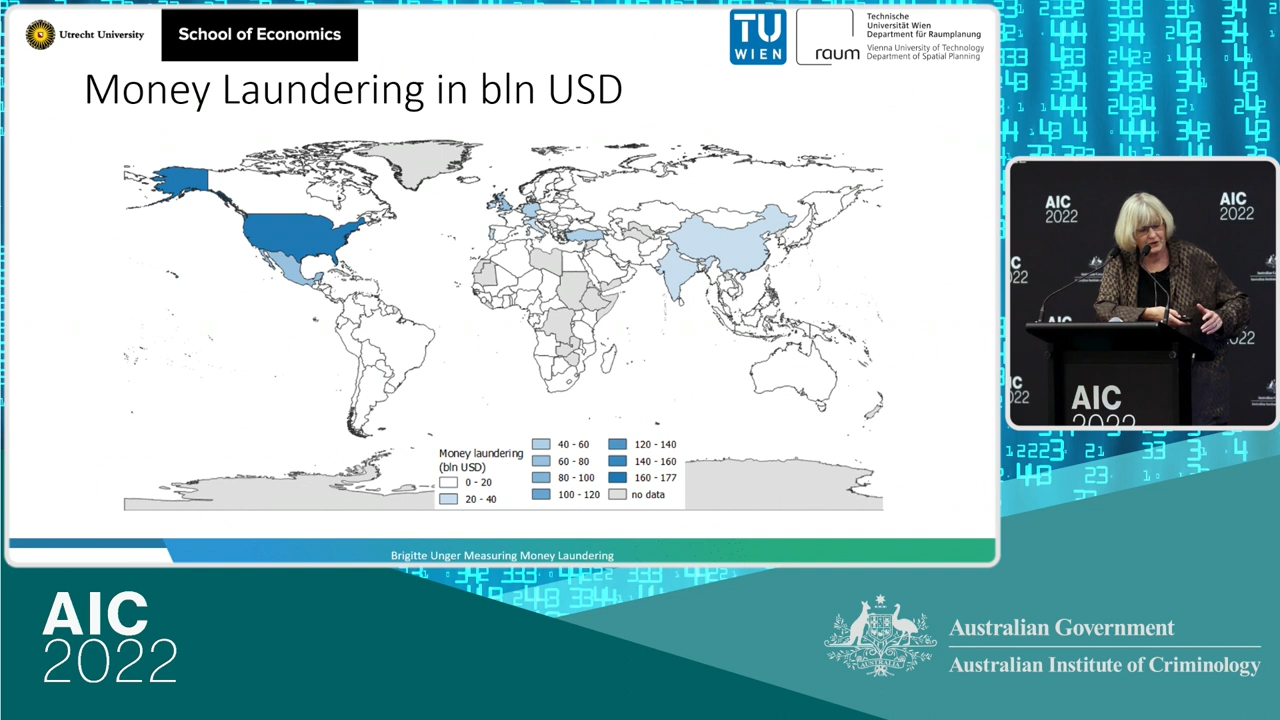 Utrecht University
School of Economics
TU
WIEN
raum
Technische
Universität Wien
Department für Raumplanung
Vienna University of Technology
Department of Spatial Planning
Money Laundering in bln USD
Money laundering
(bln USD)
0 - 20
20 - 40
40 - 60
60 - 80
80 - 100
100 - 120
120 - 140
140 - 160
160 - 177
no data
Brigitte Unger Measuring Money Laundering
AIC
2022
AIC
2022
AIC
2022
AIC
2022
Australian Government
Australian Institute of Criminology